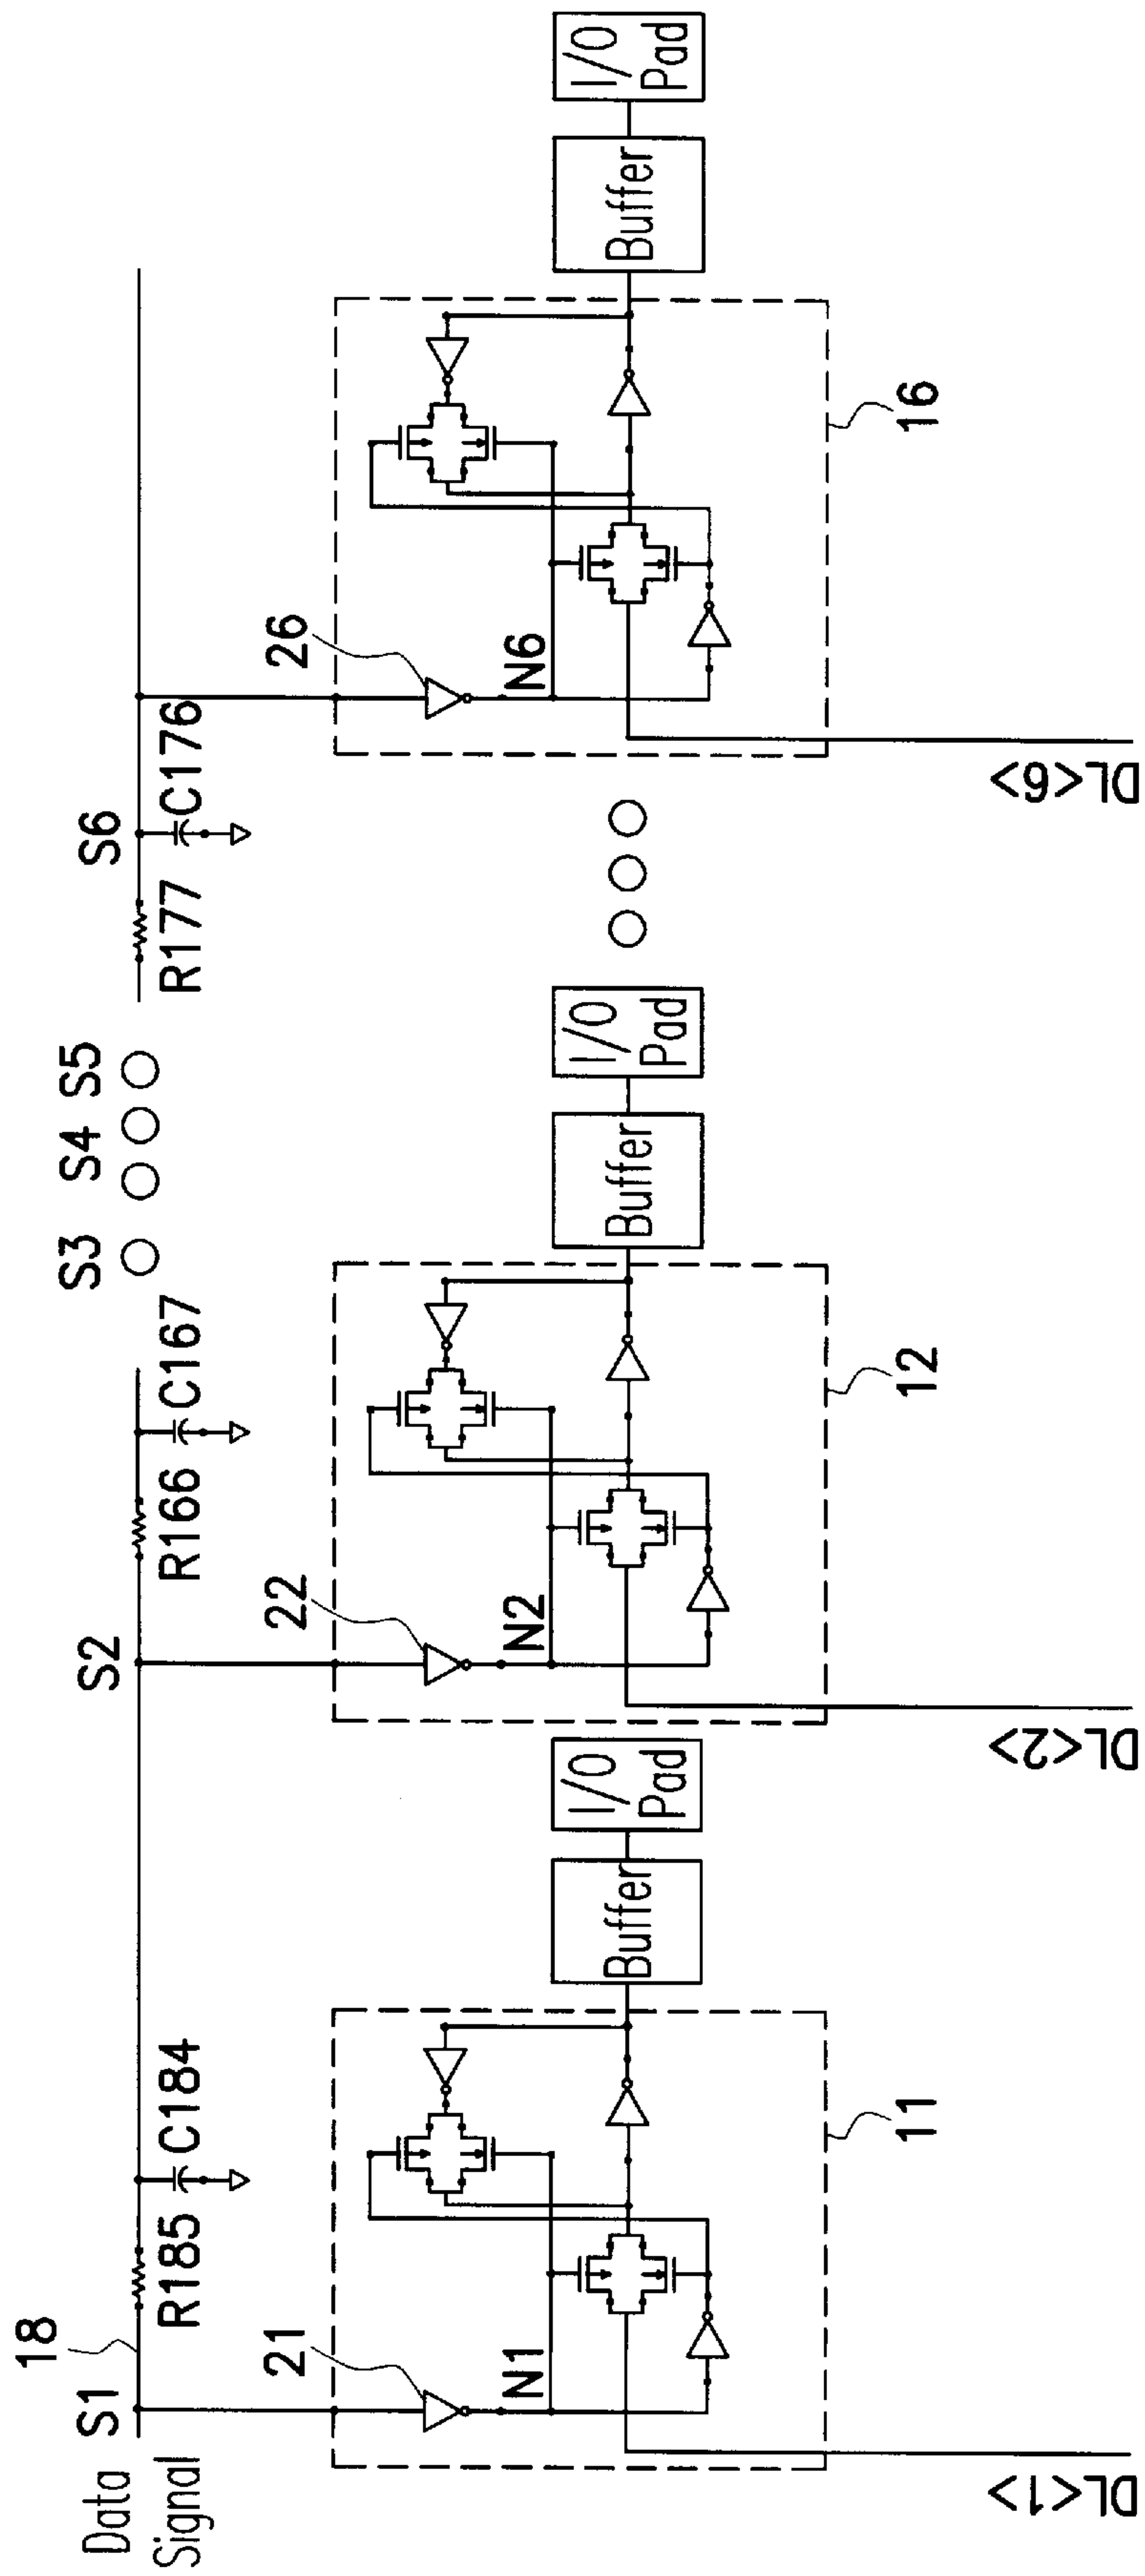 Data
Signal
S1
18
R185
C184
S2
R166
C167
S3
S4
S5
R177
S6
C176
21
N1
Buffer
I/O
Pad
11
DL<1>
22
N2
Buffer
I/O
Pad
12
DL<2>
26
N6
Buffer
I/O
Pad
16
DL<6>